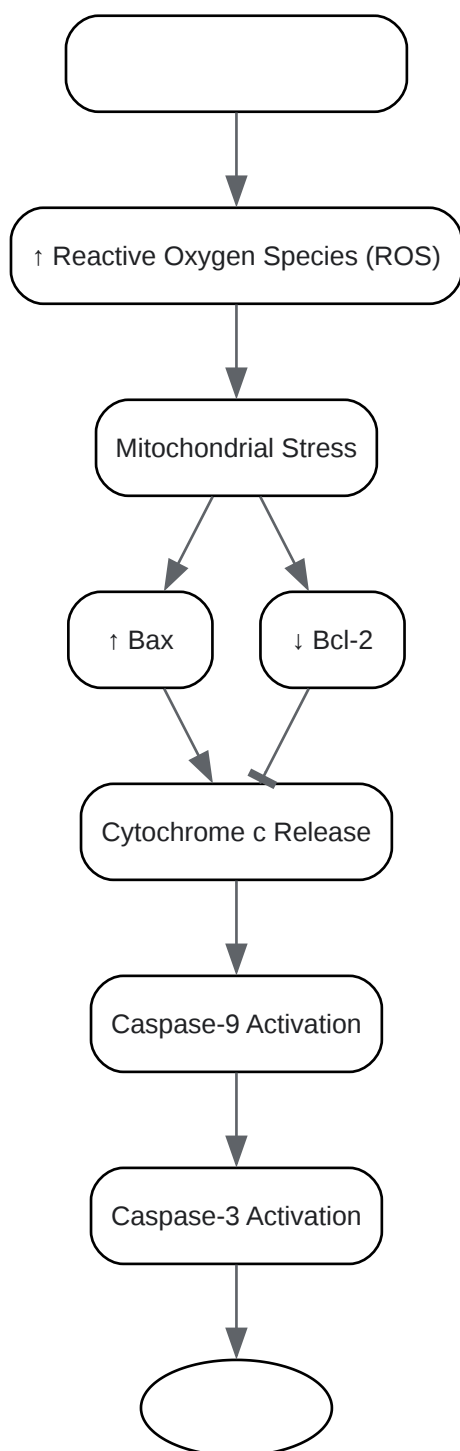 ↑ Reactive Oxygen Species (ROS)
Mitochondrial Stress
↑ Bax
↓ Bcl-2
Cytochrome c Release
Caspase-9 Activation
Caspase-3 Activation